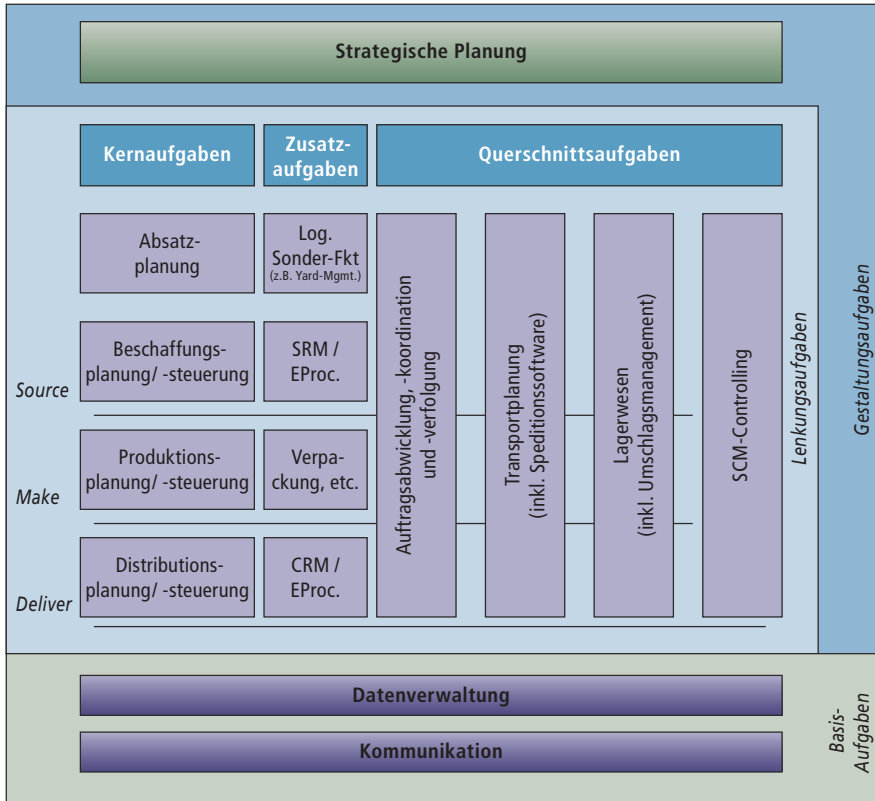 Strategische Planung
Kernaufgaben
Zusatz-
aufgaben
Querschnittsaufgaben
Absatz-
planung
Log.
Sonder-Fkt
(z.B. Yard-Mgmt.)
Source
Beschaffungs-
planung/ -steuerung
SRM /
EProc.
Make
Produktions-
planung/ -steuerung
Verpa-
ckung, etc.
Deliver
Distributions-
planung/ -steuerung
CRM /
EProc.
Auftragsabwicklung, -koordination
und -verfolgung
Transportplanung
(inkl. Speditionssoftware)
Lagerwesen
(inkl. Umschlagsmanagement)
SCM-Controlling
Lenkungsaufgaben
Gestaltungsaufgaben
Datenverwaltung
Kommunikation
Basis-
Aufgaben